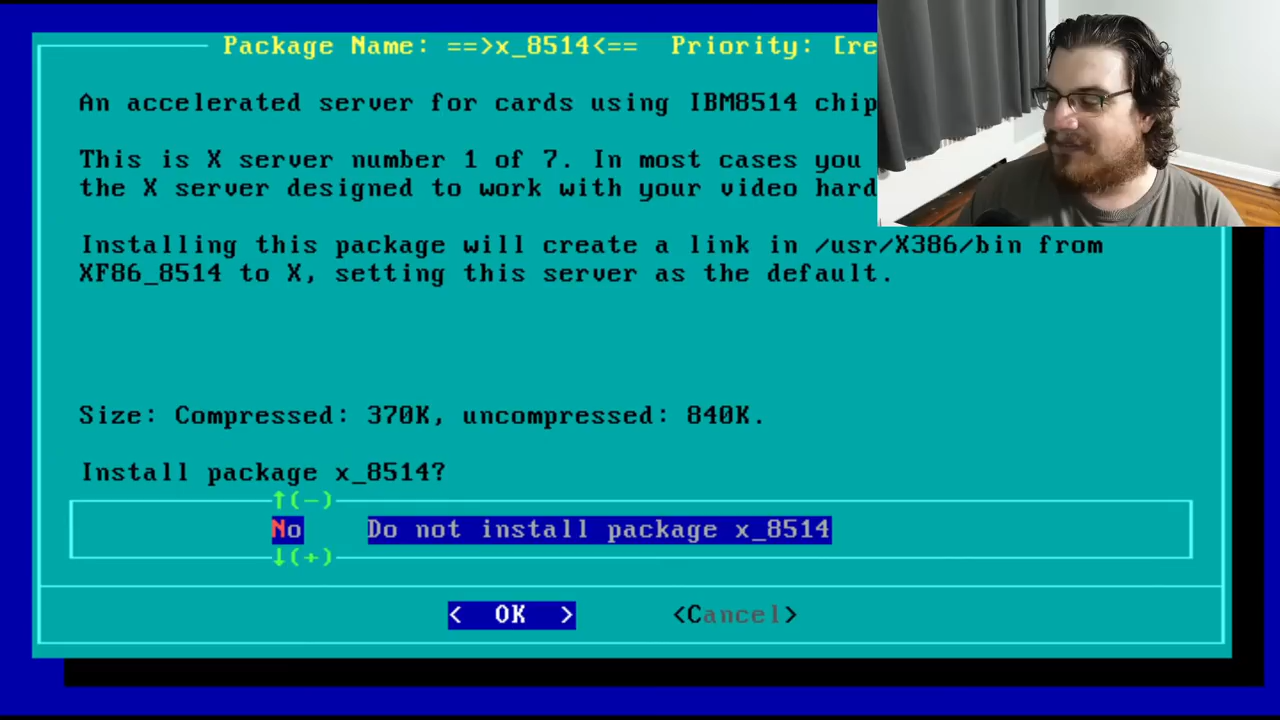 Package Name: ==>x_8514<== Priority: [re
An accelerated server for cards using IBM8514 chip
This is X server number 1 of 7. In most cases you
the X server designed to work with your video hard
Installing this package will create a link in /usr/X386/bin from
XF86_8514 to X, setting this server as the default.
Size: Compressed: 370K, uncompressed: 840K.
Install package x_8514?
↑(-)
No Do not install package x_8514
↓(+)
< OK > <Cancel>